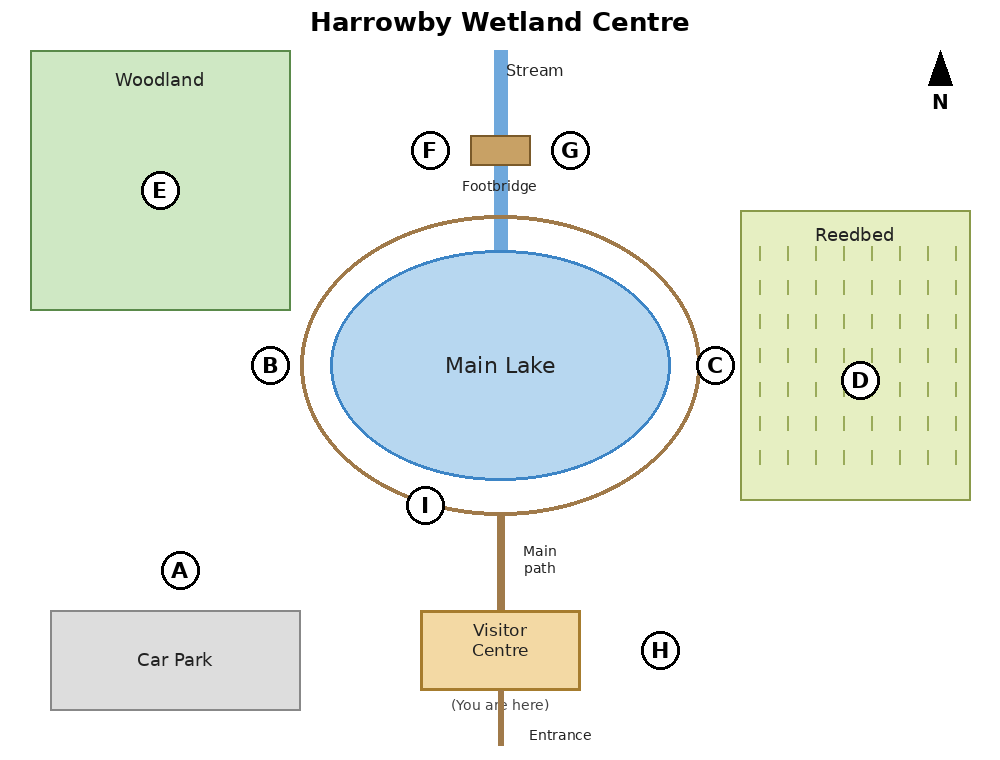 Harrowby Wetland Centre
Woodland
Stream
N
F
G
Footbridge
E
Reedbed
B
Main Lake
C
D
I
Main
path
A
Visitor
Centre
H
Car Park
(You are here)
Entrance